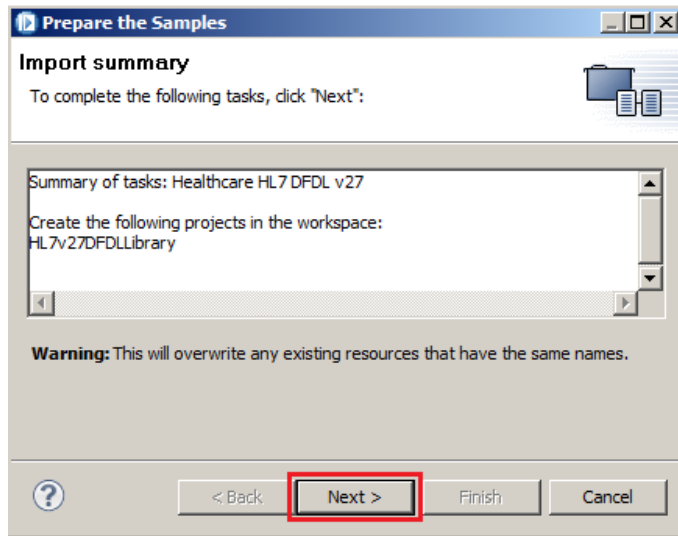 Prepare the Samples
Import summary
To complete the following tasks, click "Next":
Summary of tasks: Healthcare HL7 DFDL v27
Create the following projects in the workspace:
HL7v27DFDLLibrary
Warning: This will overwrite any existing resources that have the same names.
?
< Back
Next >
Finish
Cancel